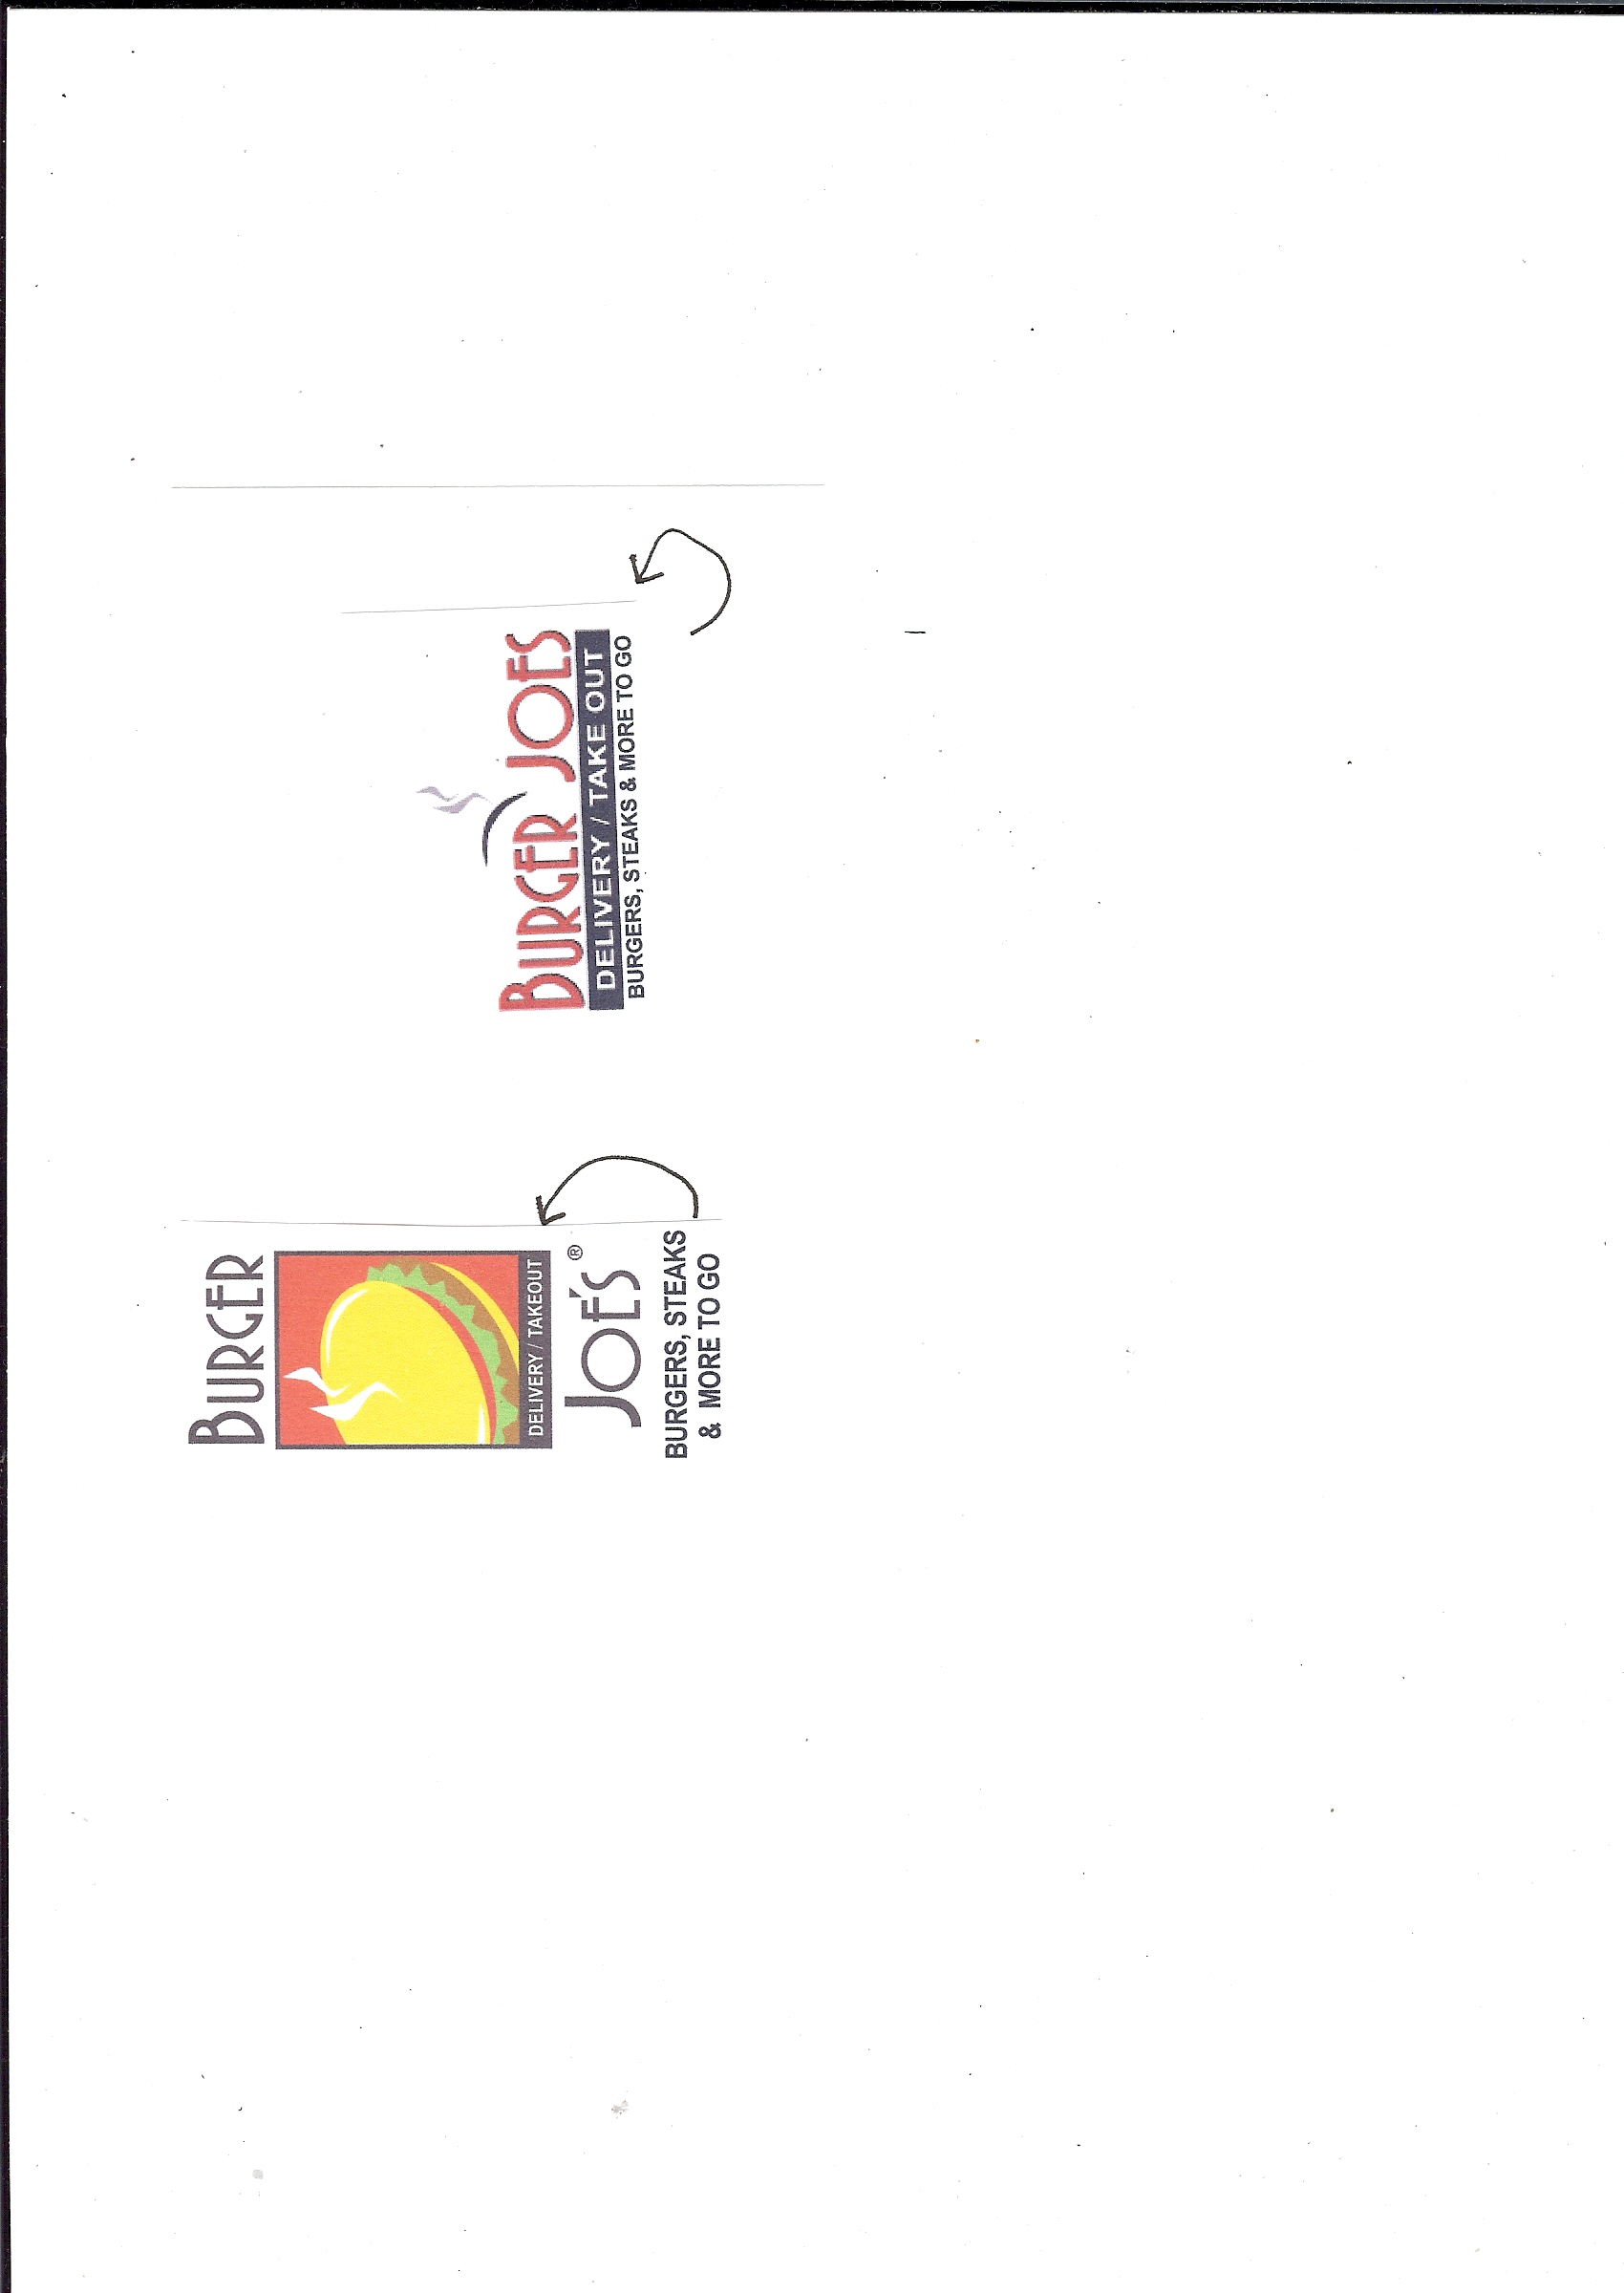 BURGER
DELIVERY / TAKEOUT
JOE'S ®
BURGERS, STEAKS
& MORE TO GO
BURGER JOES
DELIVERY / TAKE OUT
BURGERS, STEAKS & MORE TO GO